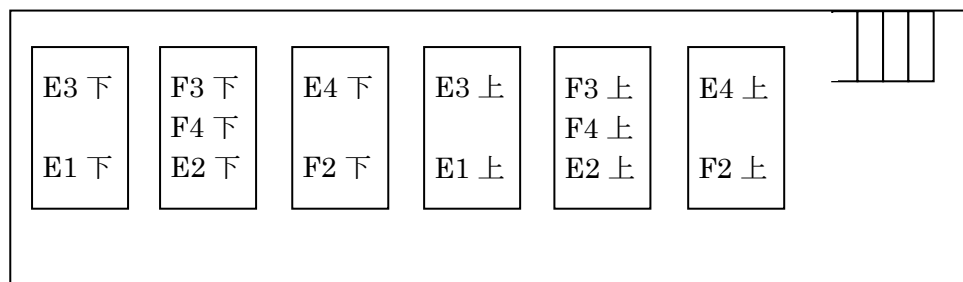 E3 下
E1 下
F3 下
F4 下
E2 下
E4 下
F2 下
E3 上
E1 上
F3 上
F4 上
E2 上
E4 上
F2 上